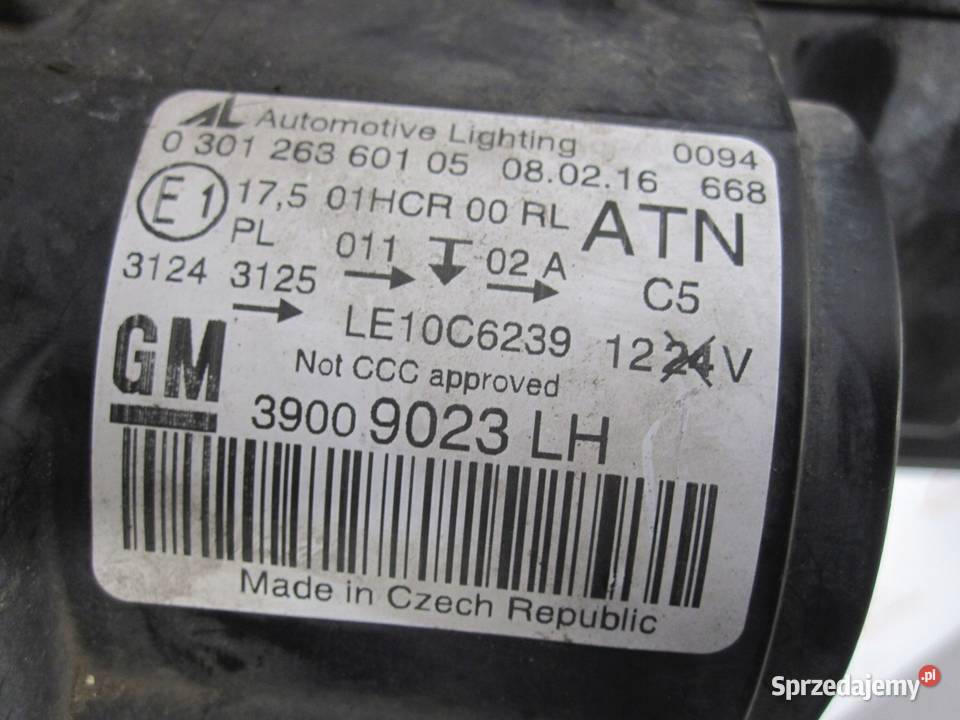 AL Automotive Lighting 0094
0 301 263 601 05 08.02.16 668
E1 17,5 01HCR 00 RL ATN
PL 011 02 A
3124 3125 C5
LE10C6239 12 24 V
GM Not CCC approved
3900 9023 LH
Made in Czech Republic
Sprzedajemy.pl